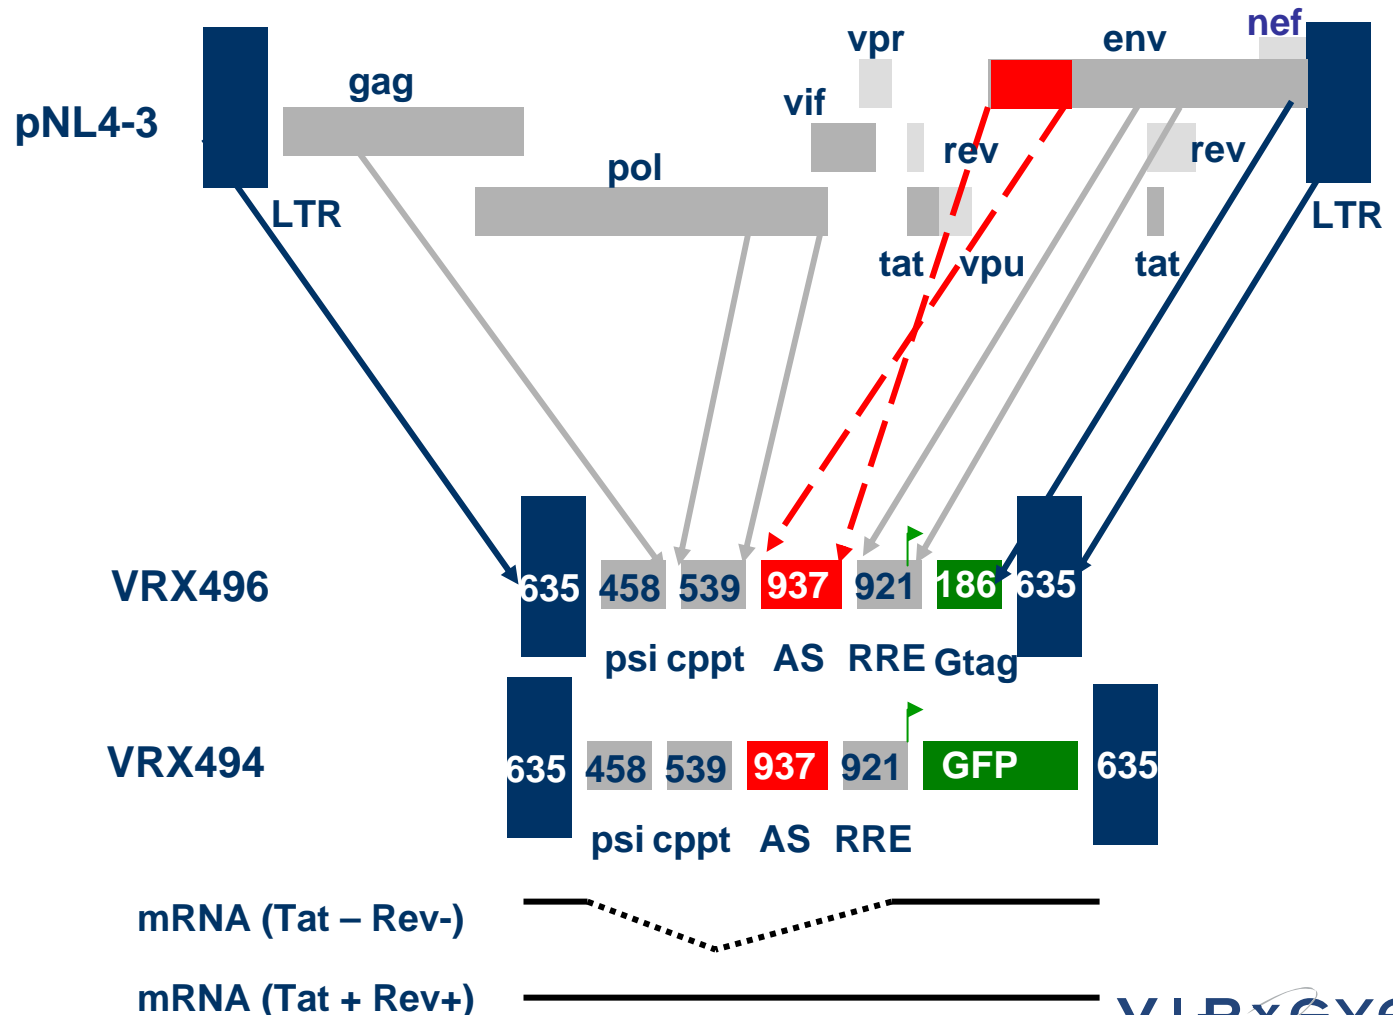 nef
vpr
env
gag
vif
pNL4-3
rev
rev
pol
LTR
LTR
tat
vpu
tat
VRX496
635
458
539
937
921
186
635
psi
cppt
AS
RRE
Gtag
VRX494
635
458
539
937
921
GFP
635
psi
cppt
AS
RRE
mRNA (Tat – Rev-)
mRNA (Tat + Rev+)